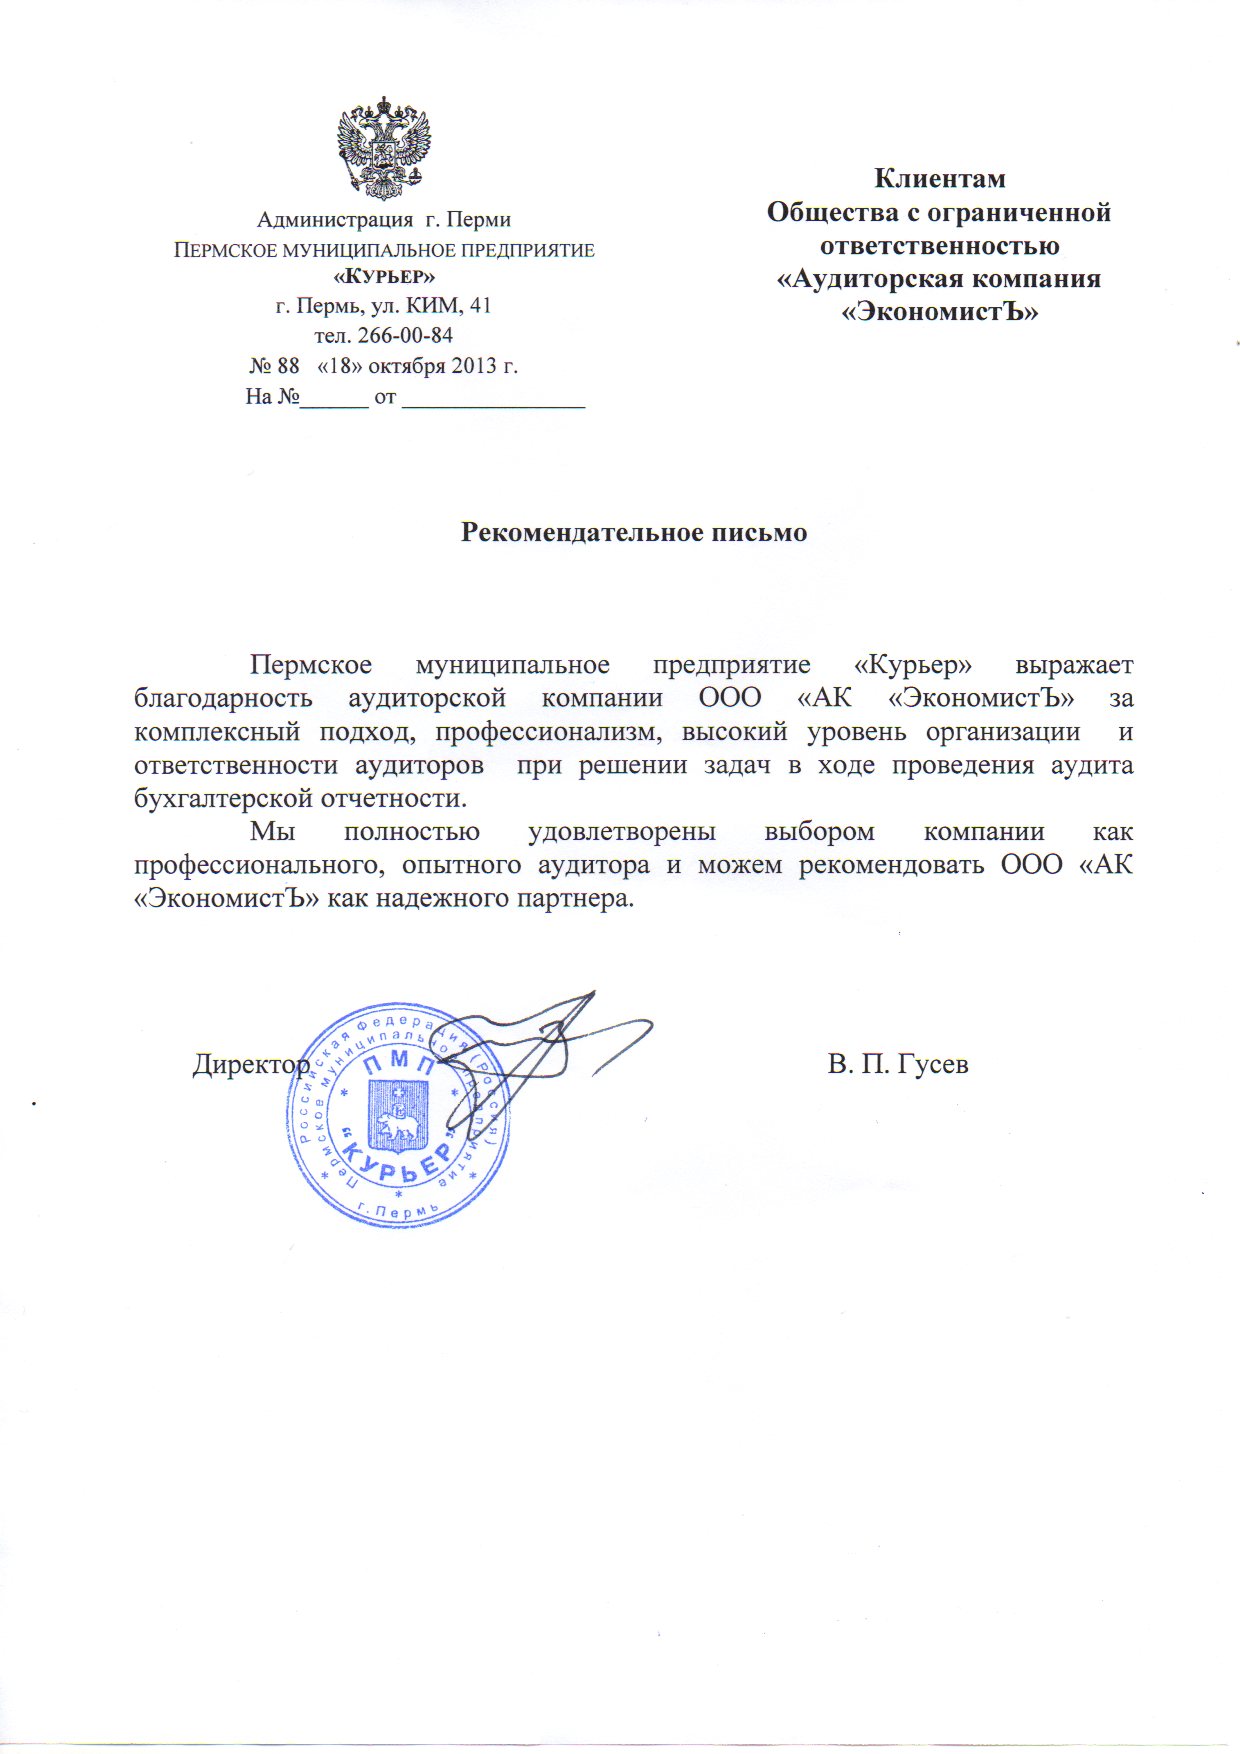 Администрация г. Перми
ПЕРМСКОЕ МУНИЦИПАЛЬНОЕ ПРЕДПРИЯТИЕ
«КУРЬЕР»
г. Пермь, ул. КИМ, 41
тел. 266-00-84
№ 88 «18» октября 2013 г.
На №______ от ________________
Клиентам
Общества с ограниченной
ответственностью
«Аудиторская компания
«ЭкономистЪ»
Рекомендательное письмо
Пермское муниципальное предприятие «Курьер» выражает
благодарность аудиторской компании ООО «АК «ЭкономистЪ» за
комплексный подход, профессионализм, высокий уровень организации и
ответственности аудиторов при решении задач в ходе проведения аудита
бухгалтерской отчетности.
Мы полностью удовлетворены выбором компании как
профессионального, опытного аудитора и можем рекомендовать ООО «АК
«ЭкономистЪ» как надежного партнера.
Директор В. П. Гусев
Российская Федерация (Россия)
Пермское муниципальное предприятие
ПМП
"КУРЬЕР"
г. Пермь